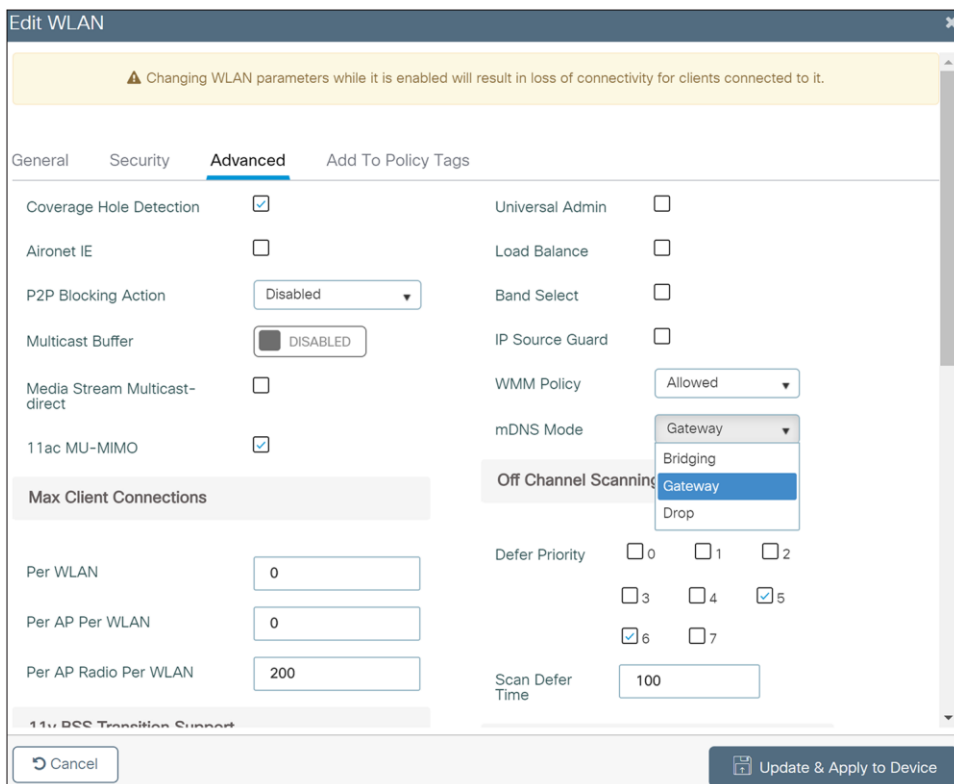 Edit WLAN
Changing WLAN parameters while it is enabled will result in loss of connectivity for clients connected to it.
General Security Advanced Add To Policy Tags
Coverage Hole Detection
Aironet IE
P2P Blocking Action Disabled
Multicast Buffer DISABLED
Media Stream Multicast-
direct
11ac MU-MIMO
Max Client Connections
Per WLAN 0
Per AP Per WLAN 0
Per AP Radio Per WLAN 200
11v BSS Transition Support
Universal Admin
Load Balance
Band Select
IP Source Guard
WMM Policy Allowed
mDNS Mode Gateway
Bridging
Gateway
Drop
Off Channel Scanning
Defer Priority 0 1 2
3 4 5
6 7
Scan Defer
Time 100
Cancel Update & Apply to Device